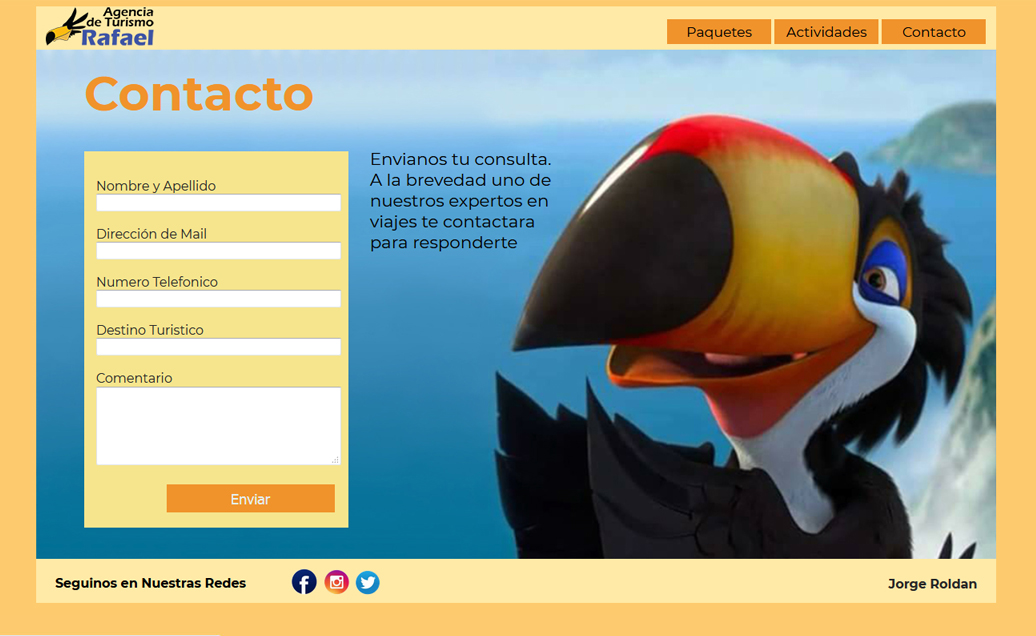 Agencia
de Turismo
Rafael
Paquetes
Actividades
Contacto
Contacto
Nombre y Apellido
Dirección de Mail
Numero Telefonico
Destino Turistico
Comentario
Enviar
Envianos tu consulta.
A la brevedad uno de
nuestros expertos en
viajes te contactara
para responderte
Seguinos en Nuestras Redes
Jorge Roldan